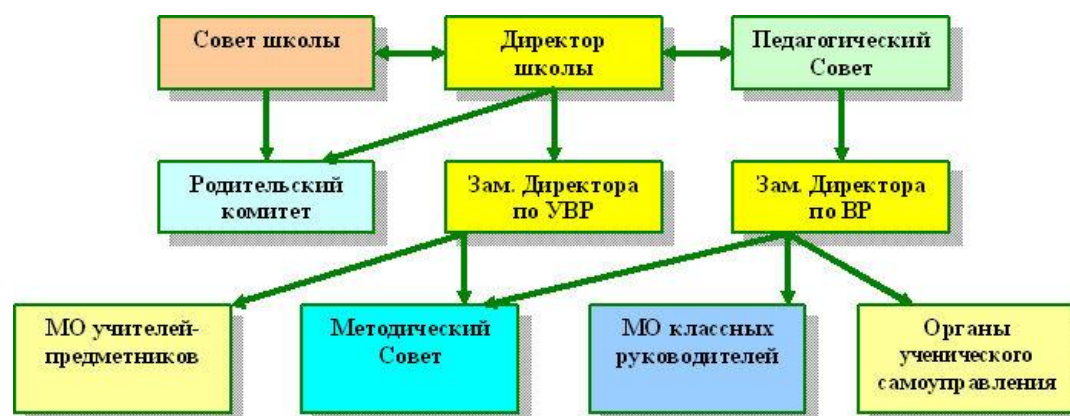 Совет школы
Директор
школы
Педагогический
Совет
Родительский
комитет
Зам. Директора
по УВР
Зам. Директора
по ВР
МО учителей-
предметников
Методический
Совет
МО классных
руководителей
Органы
ученического
самоуправления